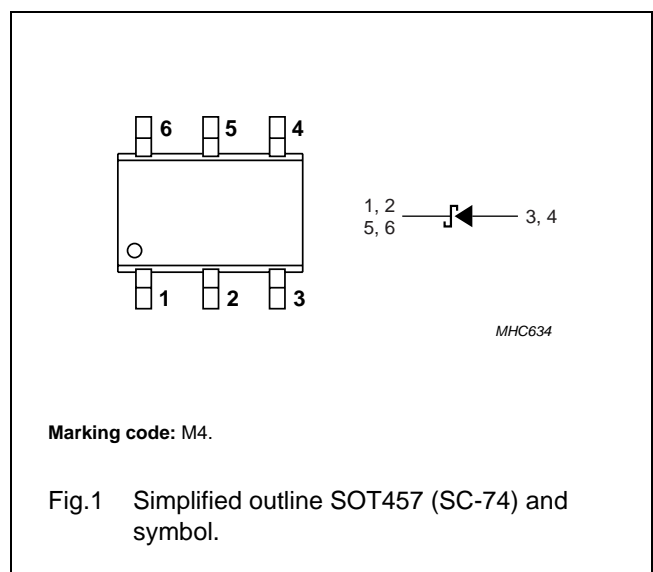 6 5 4
1, 2
5, 6
3, 4
1 2 3
MHC634
Marking code: M4.
Fig.1 Simplified outline SOT457 (SC-74) and
symbol.